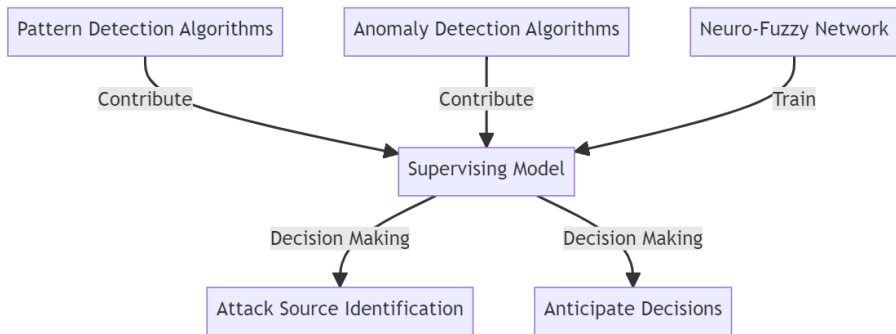 Pattern Detection Algorithms
Anomaly Detection Algorithms
Neuro-Fuzzy Network
Contribute
Contribute
Train
Supervising Model
Decision Making
Decision Making
Attack Source Identification
Anticipate Decisions